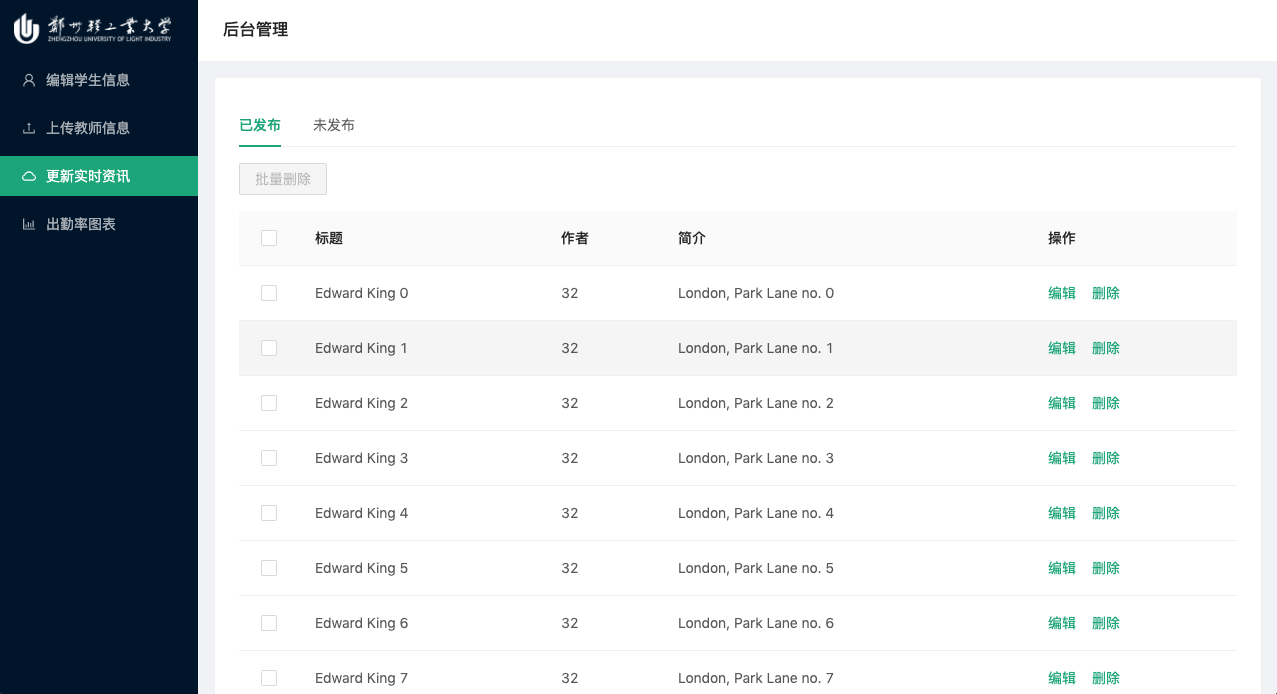 郑州轻工业大学
ZHENGZHOU UNIVERSITY OF LIGHT INDUSTRY
后台管理
编辑学生信息
上传教师信息
更新实时资讯
出勤率图表
已发布 未发布
批量删除
标题 作者 简介 操作
Edward King 0 32 London, Park Lane no. 0 编辑 删除
Edward King 1 32 London, Park Lane no. 1 编辑 删除
Edward King 2 32 London, Park Lane no. 2 编辑 删除
Edward King 3 32 London, Park Lane no. 3 编辑 删除
Edward King 4 32 London, Park Lane no. 4 编辑 删除
Edward King 5 32 London, Park Lane no. 5 编辑 删除
Edward King 6 32 London, Park Lane no. 6 编辑 删除
Edward King 7 32 London, Park Lane no. 7 编辑 删除